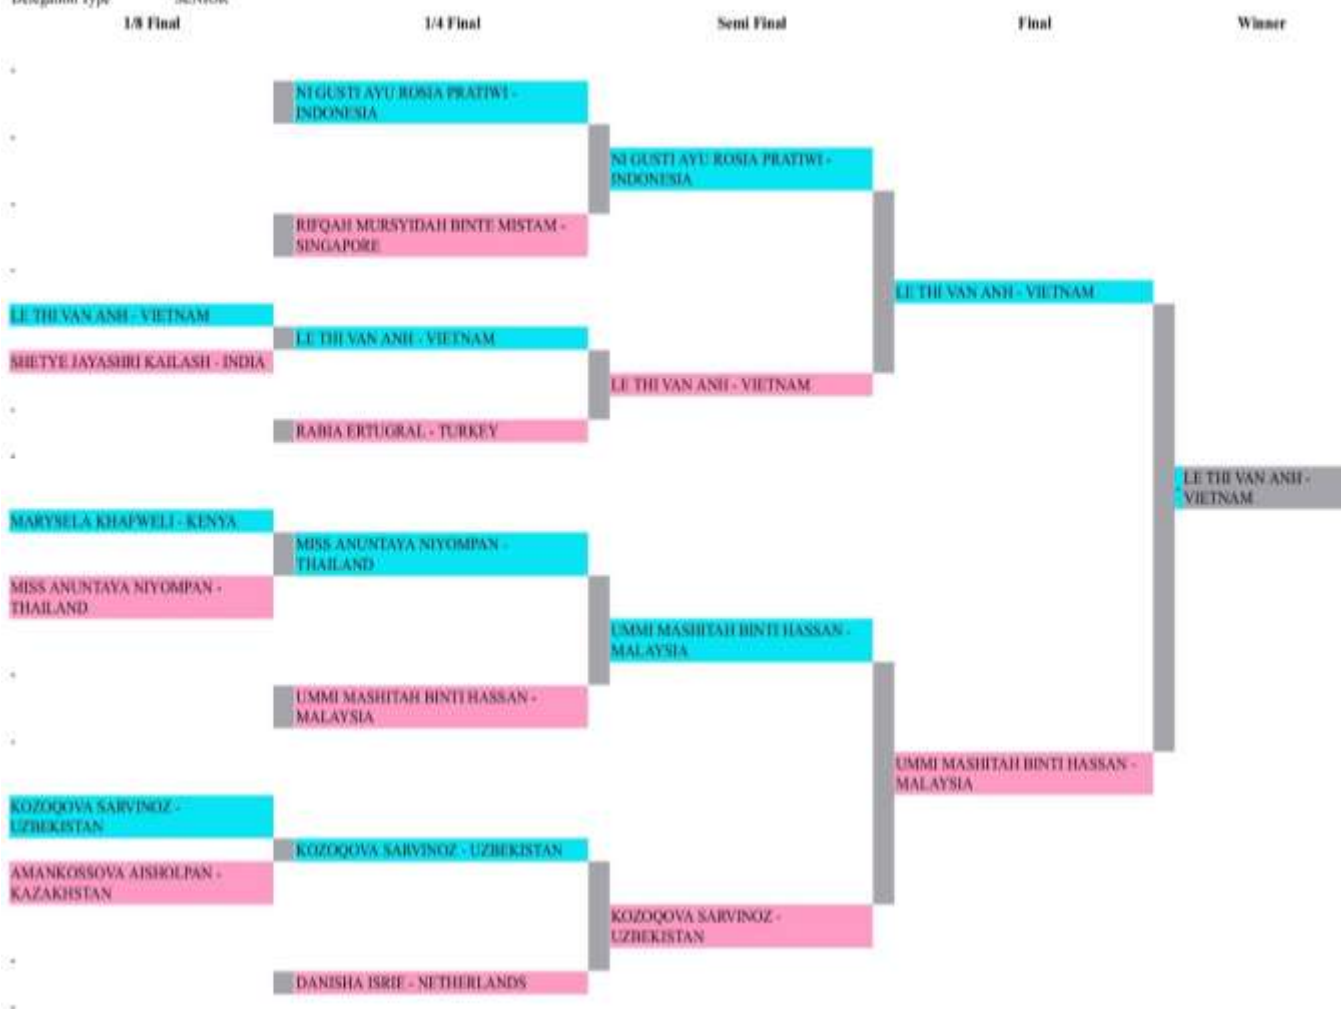 Delegation Type SENIOR
1/8 Final 1/4 Final Semi Final Final Winner
NI GUSTI AYU ROSIA PRATIWI -
INDONESIA
NI GUSTI AYU ROSIA PRATIWI -
INDONESIA
RIFQAH MURSYIDAH BINTE MISTAM -
SINGAPORE
LE THI VAN ANH - VIETNAM
LE THI VAN ANH - VIETNAM
LE THI VAN ANH - VIETNAM
SHETYE JAYASHRI KAILASH - INDIA
LE THI VAN ANH - VIETNAM
RABIA ERTUGRAL - TURKEY
LE THI VAN ANH -
VIETNAM
MARYSELA KHAFWELI - KENYA
MISS ANUNTAYA NIYOMPAN -
THAILAND
MISS ANUNTAYA NIYOMPAN -
THAILAND
UMMI MASHITAH BINTI HASSAN -
MALAYSIA
UMMI MASHITAH BINTI HASSAN -
MALAYSIA
UMMI MASHITAH BINTI HASSAN -
MALAYSIA
KOZOQOVA SARVINOZ -
UZBEKISTAN
KOZOQOVA SARVINOZ - UZBEKISTAN
AMANKOSSOVA AISHOLPAN -
KAZAKHSTAN
KOZOQOVA SARVINOZ -
UZBEKISTAN
DANISHA ISRIE - NETHERLANDS